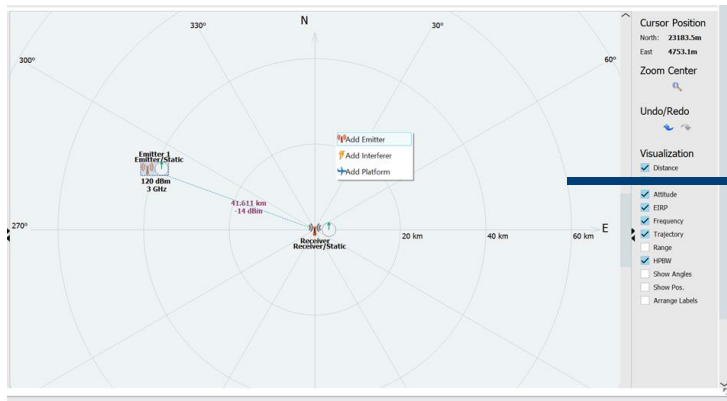 330°
N
30°
300°
60°
Add Emitter
Add Interferer
Add Platform
Emitter 1
Emitter/Static
120 dBm
3 GHz
41.611 km
-14 dBm
270°
Receiver
Receiver/Static
20 km
40 km
60 km
E
Cursor Position
North: 23183.5m
East 4753.1m
Zoom Center
Undo/Redo
Visualization
Distance
Attitude
EIRP
Frequency
Trajectory
Range
HPBW
Show Angles
Show Pos.
Arrange Labels